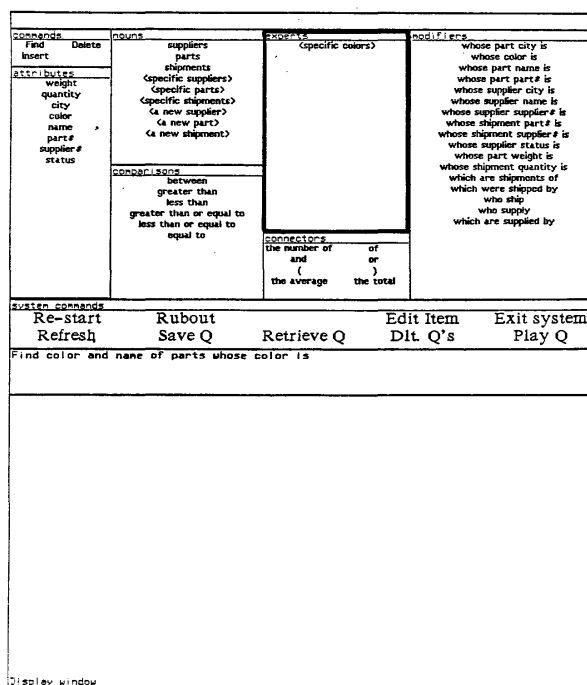 commands
Find Delete
Insert
attributes
weight
quantity
city
color
name
part#
supplier#
status
nouns
suppliers
parts
shipments
<specific suppliers>
<specific parts>
<specific shipments>
<a new supplier>
<a new part>
<a new shipment>
comparisons
between
greater than
less than
greater than or equal to
less than or equal to
equal to
experts
<specific colors>
connectors
the number of of
and or
( )
the average the total
modifiers
whose part city is
whose color is
whose part name is
whose part part# is
whose supplier city is
whose supplier name is
whose supplier supplier# is
whose shipment part# is
whose shipment supplier# is
whose supplier status is
whose part weight is
whose shipment quantity is
which are shipments of
which were shipped by
who ship
who supply
which are supplied by
system commands
Re-start Rubout Edit Item Exit system
Refresh Save Q Retrieve Q Dlt. Q's Play Q
Find color and name of parts whose color is
Display window